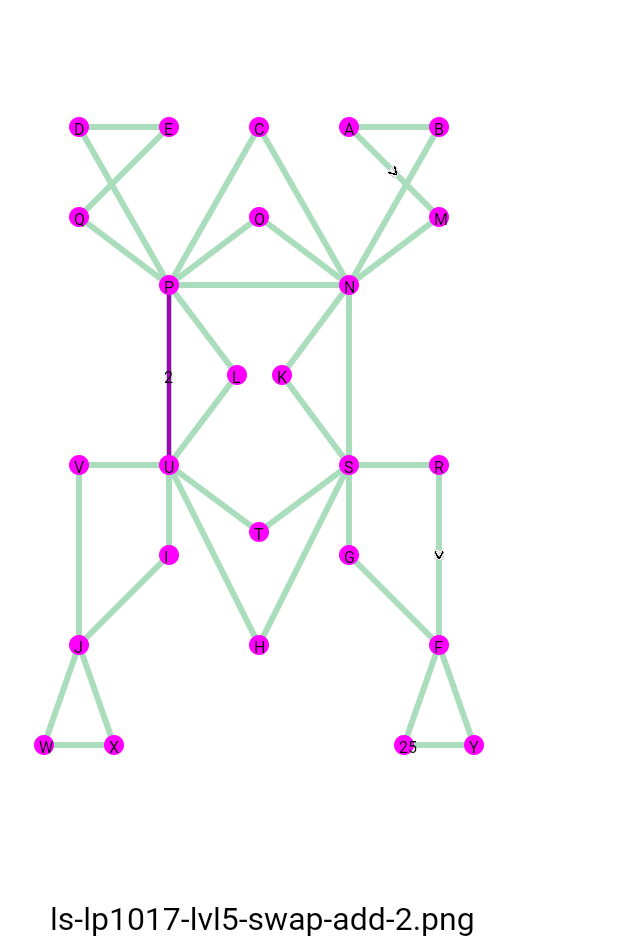 D E C A B
Q O M
P N
2 L K
V U S R
T
I G
J H F
W X 25 Y
ls-lp1017-lvl5-swap-add-2.png